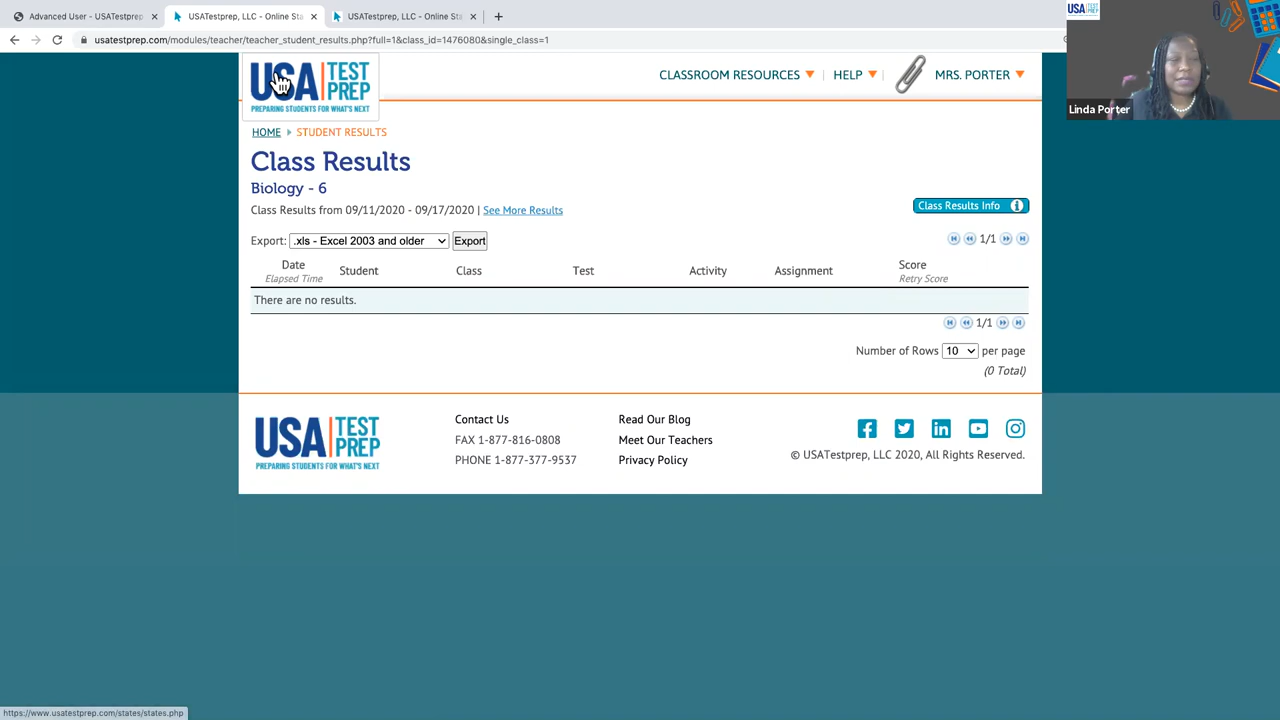 Advanced User - USATestprep
USATestprep, LLC - Online Sta
USATestprep, LLC - Online Sta
usatestprep.com/modules/teacher/teacher_student_results.php?full=1&class_id=1476080&single_class=1
USA TEST PREP
PREPARING STUDENTS FOR WHAT'S NEXT
CLASSROOM RESOURCES
HELP
MRS. PORTER
USA TEST PREP
Linda Porter
HOME
STUDENT RESULTS
Class Results
Biology - 6
Class Results from 09/11/2020 - 09/17/2020 | See More Results
Class Results Info
Export: .xls - Excel 2003 and older Export
1/1
Date
Elapsed Time
Student
Class
Test
Activity
Assignment
Score
Retry Score
There are no results.
1/1
Number of Rows 10 per page
(0 Total)
USA TEST PREP
PREPARING STUDENTS FOR WHAT'S NEXT
Contact Us
FAX 1-877-816-0808
PHONE 1-877-377-9537
Read Our Blog
Meet Our Teachers
Privacy Policy
© USATestprep, LLC 2020, All Rights Reserved.
https://www.usatestprep.com/states/states.php